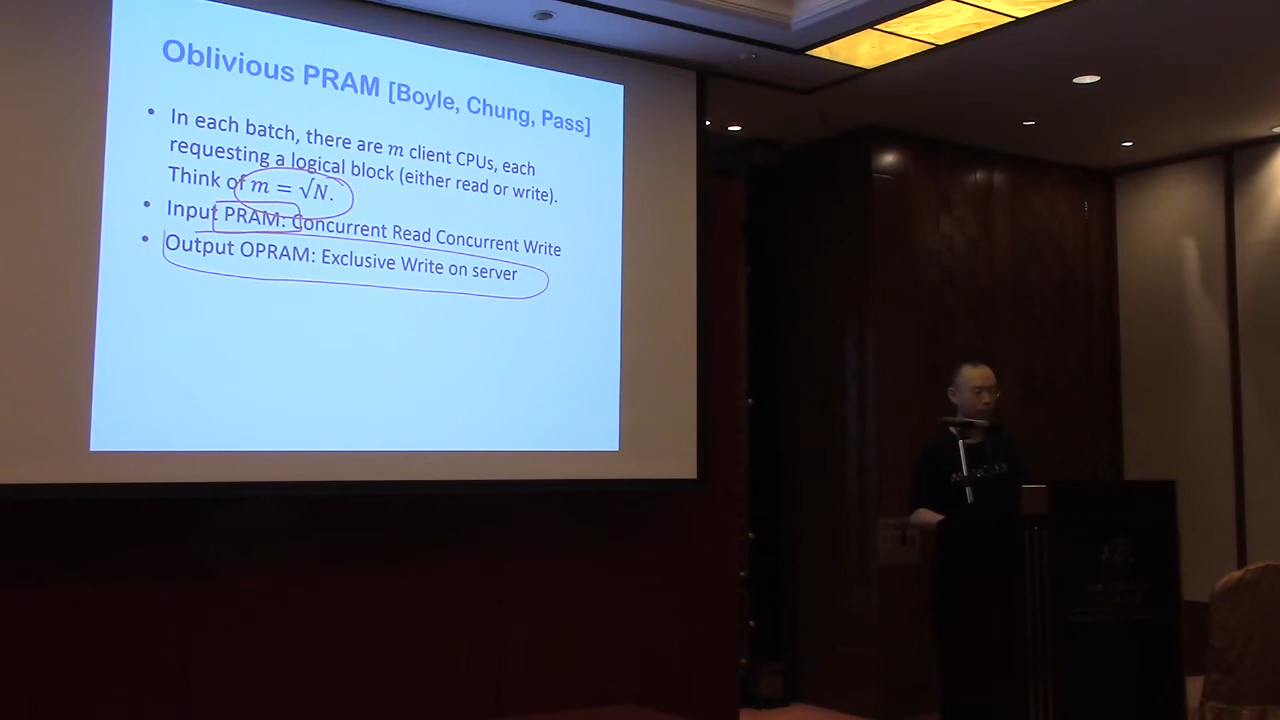 Oblivious PRAM [Boyle, Chung, Pass]
• In each batch, there are m client CPUs, each
requesting a logical block (either read or write).
Think of m = √N.
• Input PRAM: Concurrent Read Concurrent Write
• Output OPRAM: Exclusive Write on server